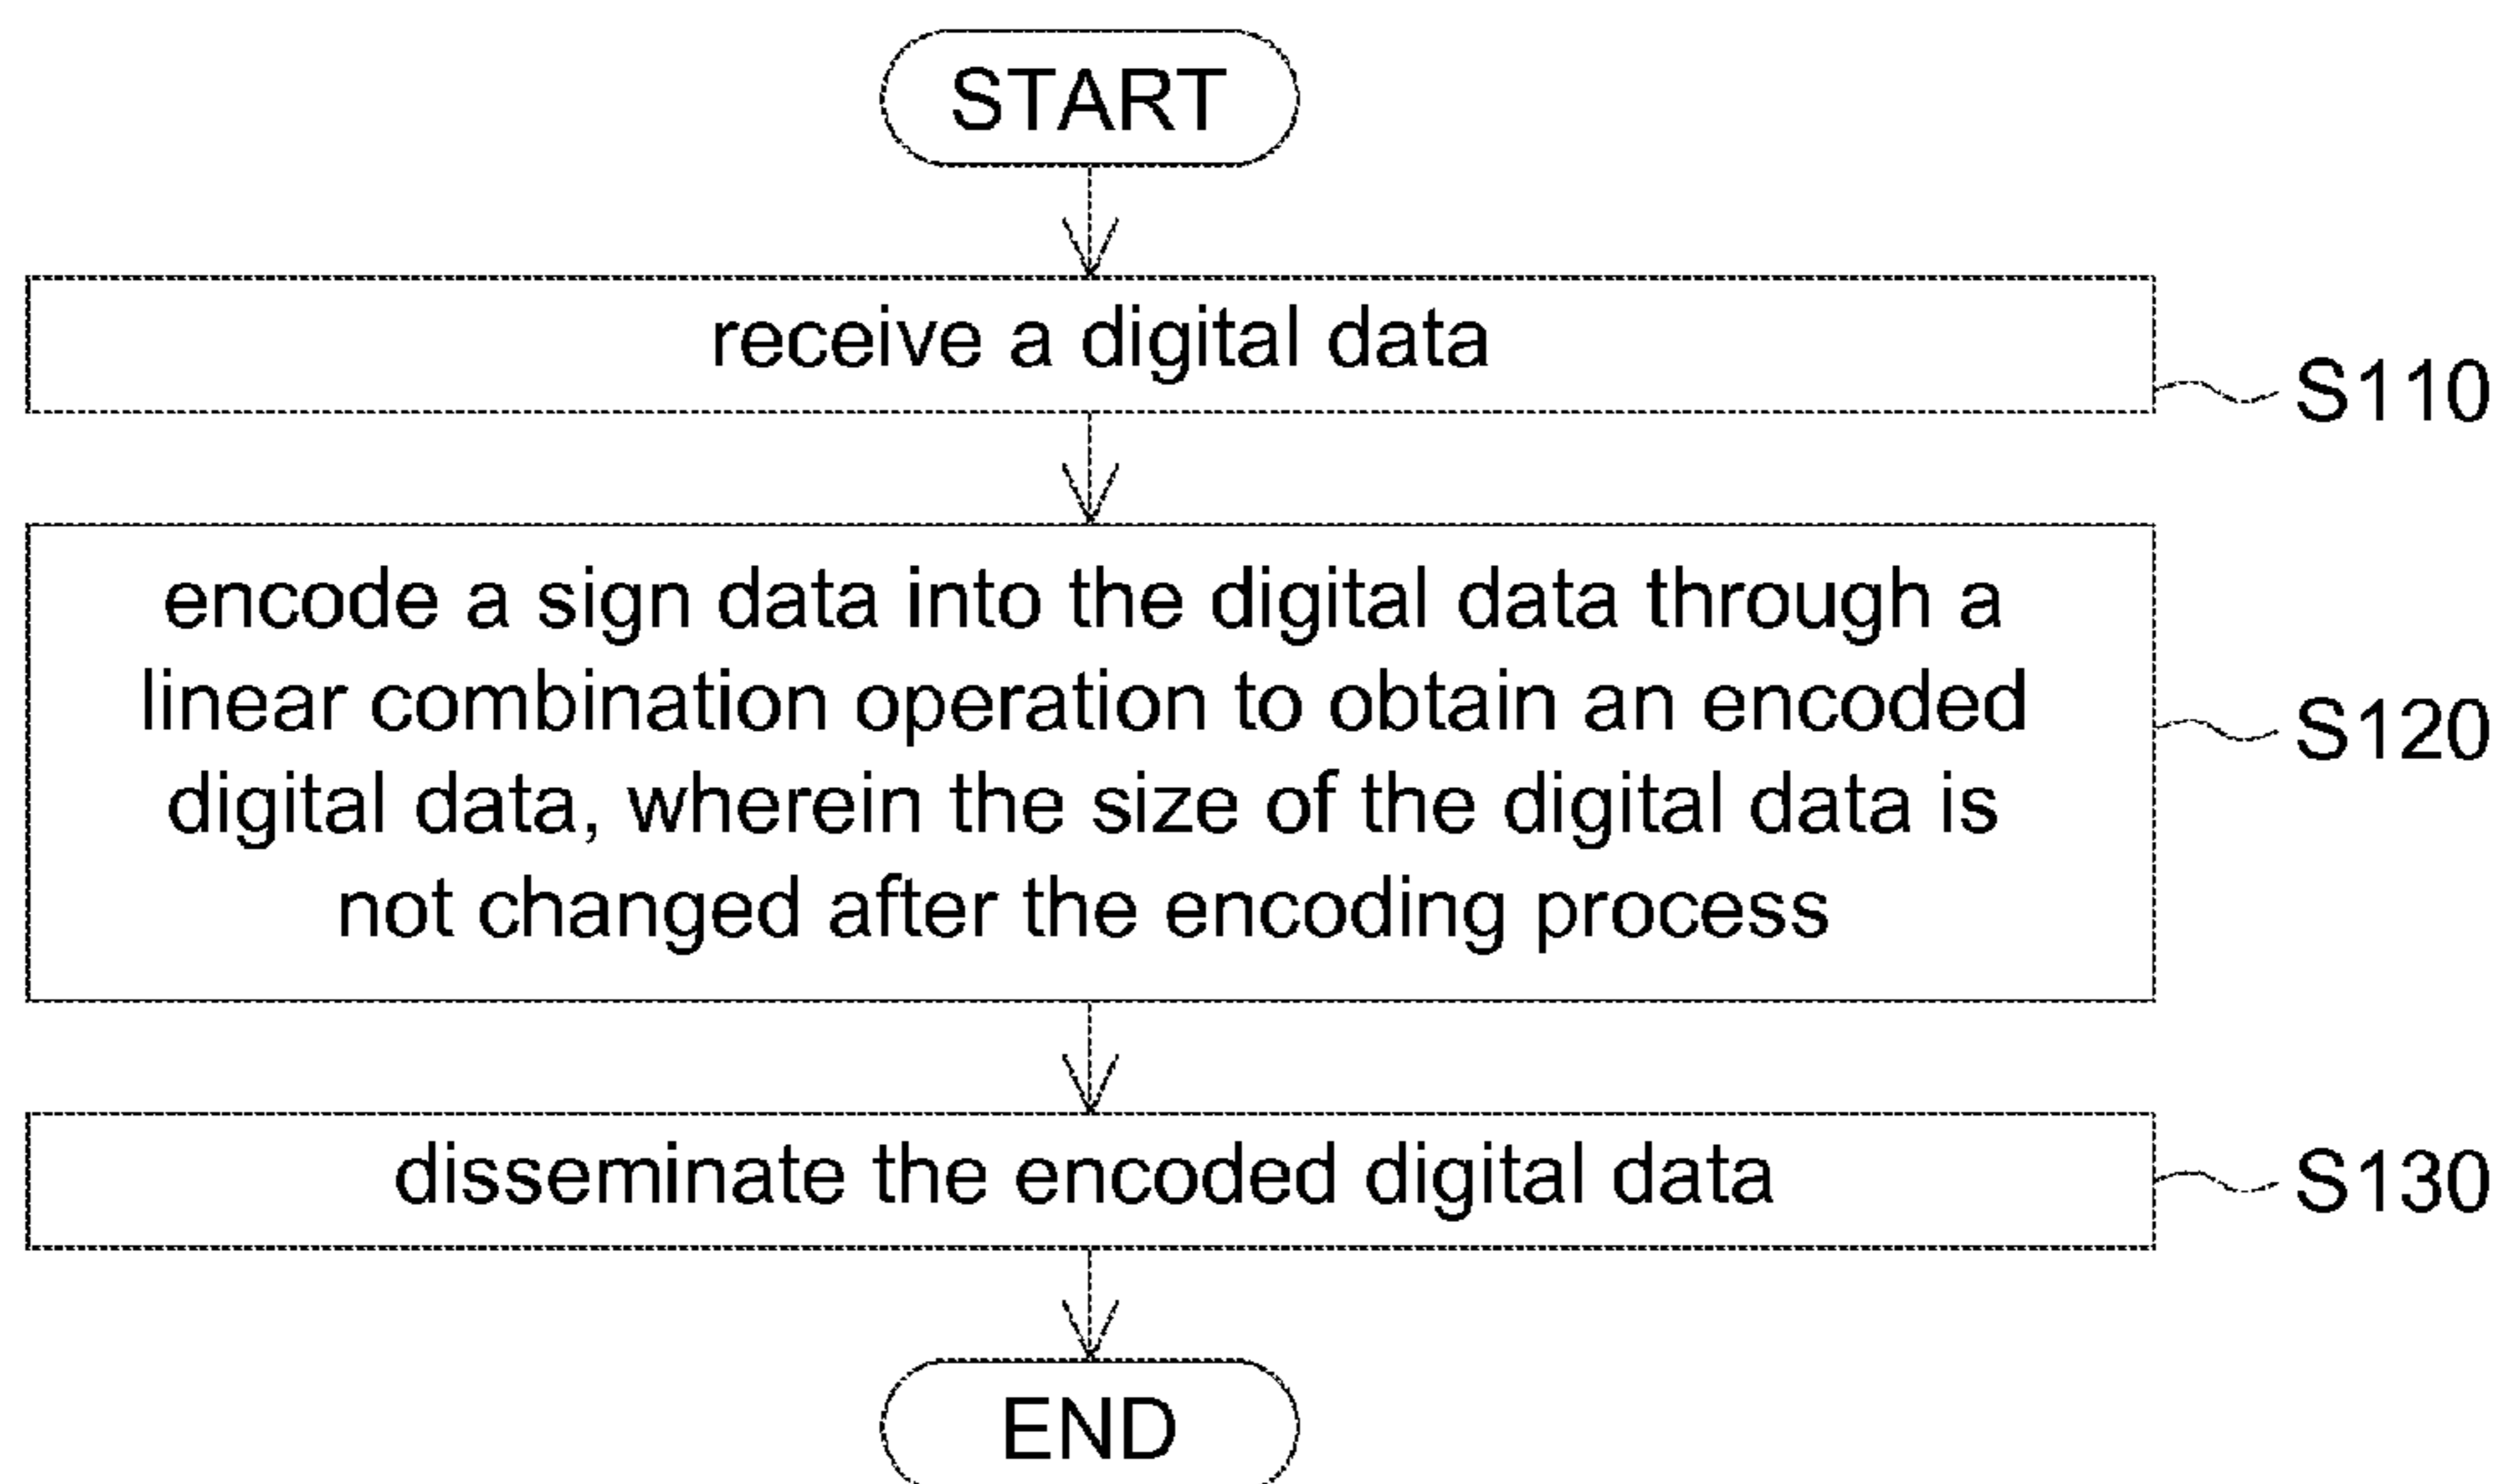 START
receive a digital data
S110
encode a sign data into the digital data through a
linear combination operation to obtain an encoded
digital data, wherein the size of the digital data is
not changed after the encoding process
S120
disseminate the encoded digital data
S130
END